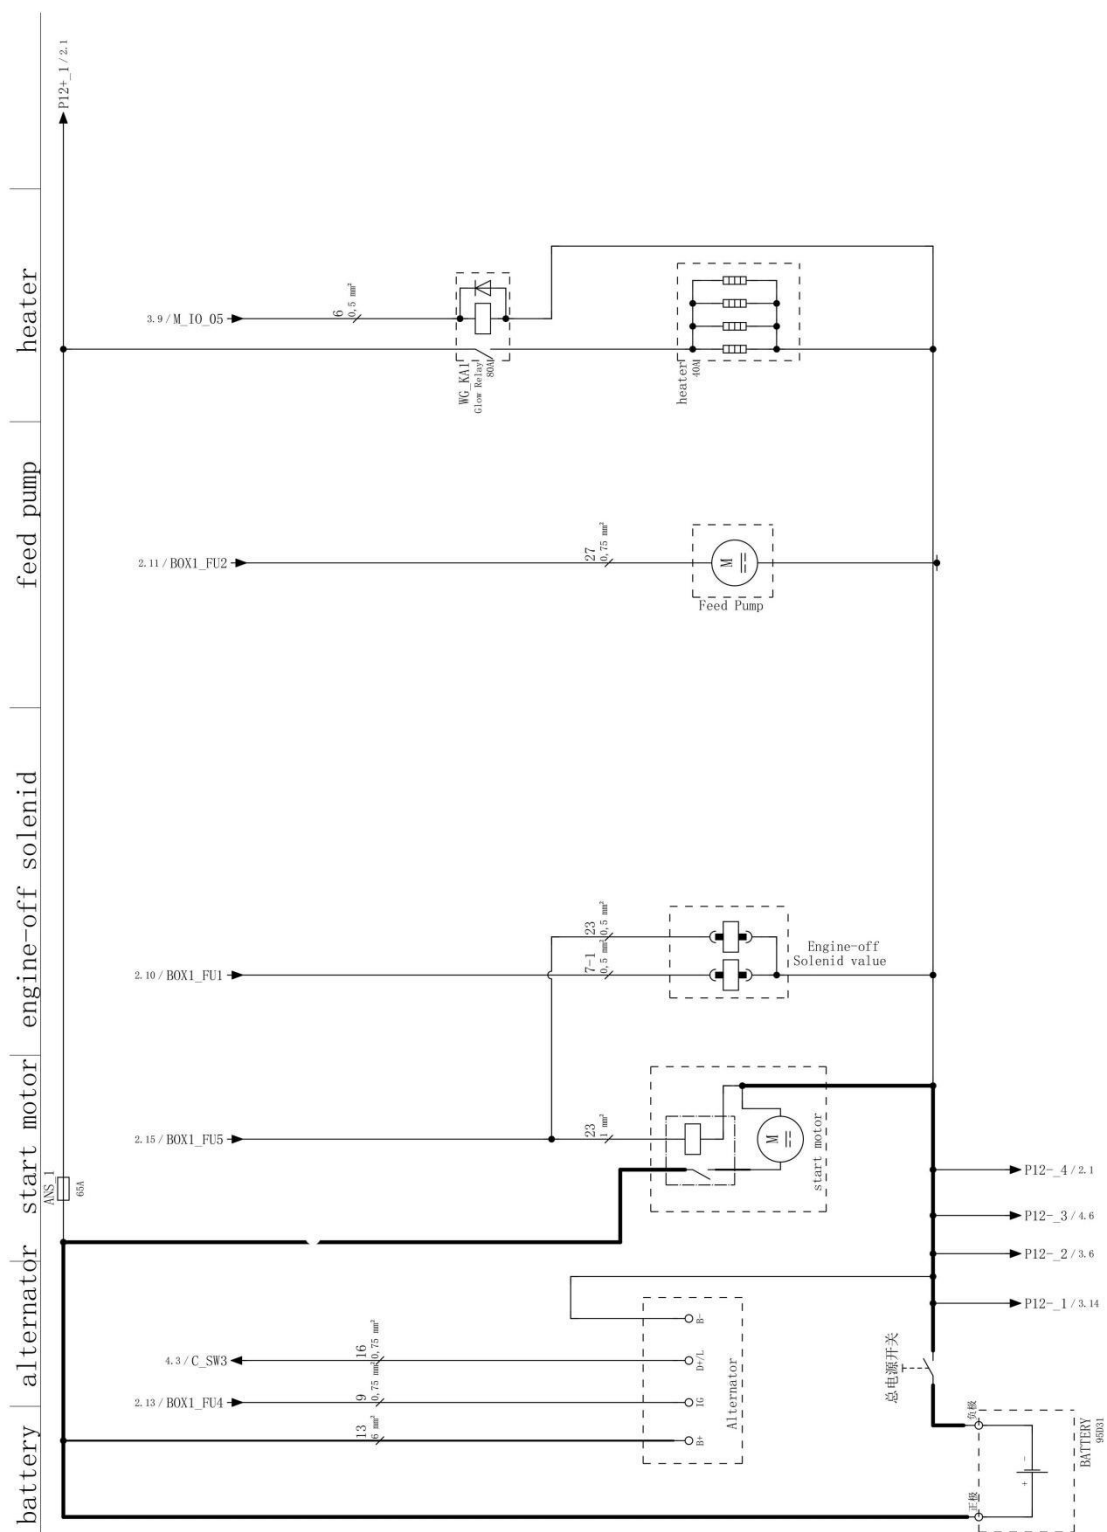 battery
alternator
start motor
engine-off solenid
feed pump
heater
P12+_1 / 2.1
3.9 / M_IO_05
6
0,5 mm²
WG_KA1
Glow Relay
80A
heater
40A
2.11 / BOX1_FU2
27
0,75 mm²
M
Feed Pump
2.10 / BOX1_FU1
23
0,5 mm²
7-1
0,5 mm²
Engine-off
Solenid value
2.15 / BOX1_FU5
23
1 mm²
M
start motor
ANS_1
65A
P12-_4 / 2.1
P12-_3 / 4.6
P12-_2 / 3.6
P12-_1 / 3.14
4.3 / C_SW3
16
0,75 mm²
2.13 / BOX1_FU4
9
0,75 mm²
13
6 mm²
B-
D+/L
IG
B+
Alternator
总电源开关
负极
正极
+
-
BATTERY
95D31